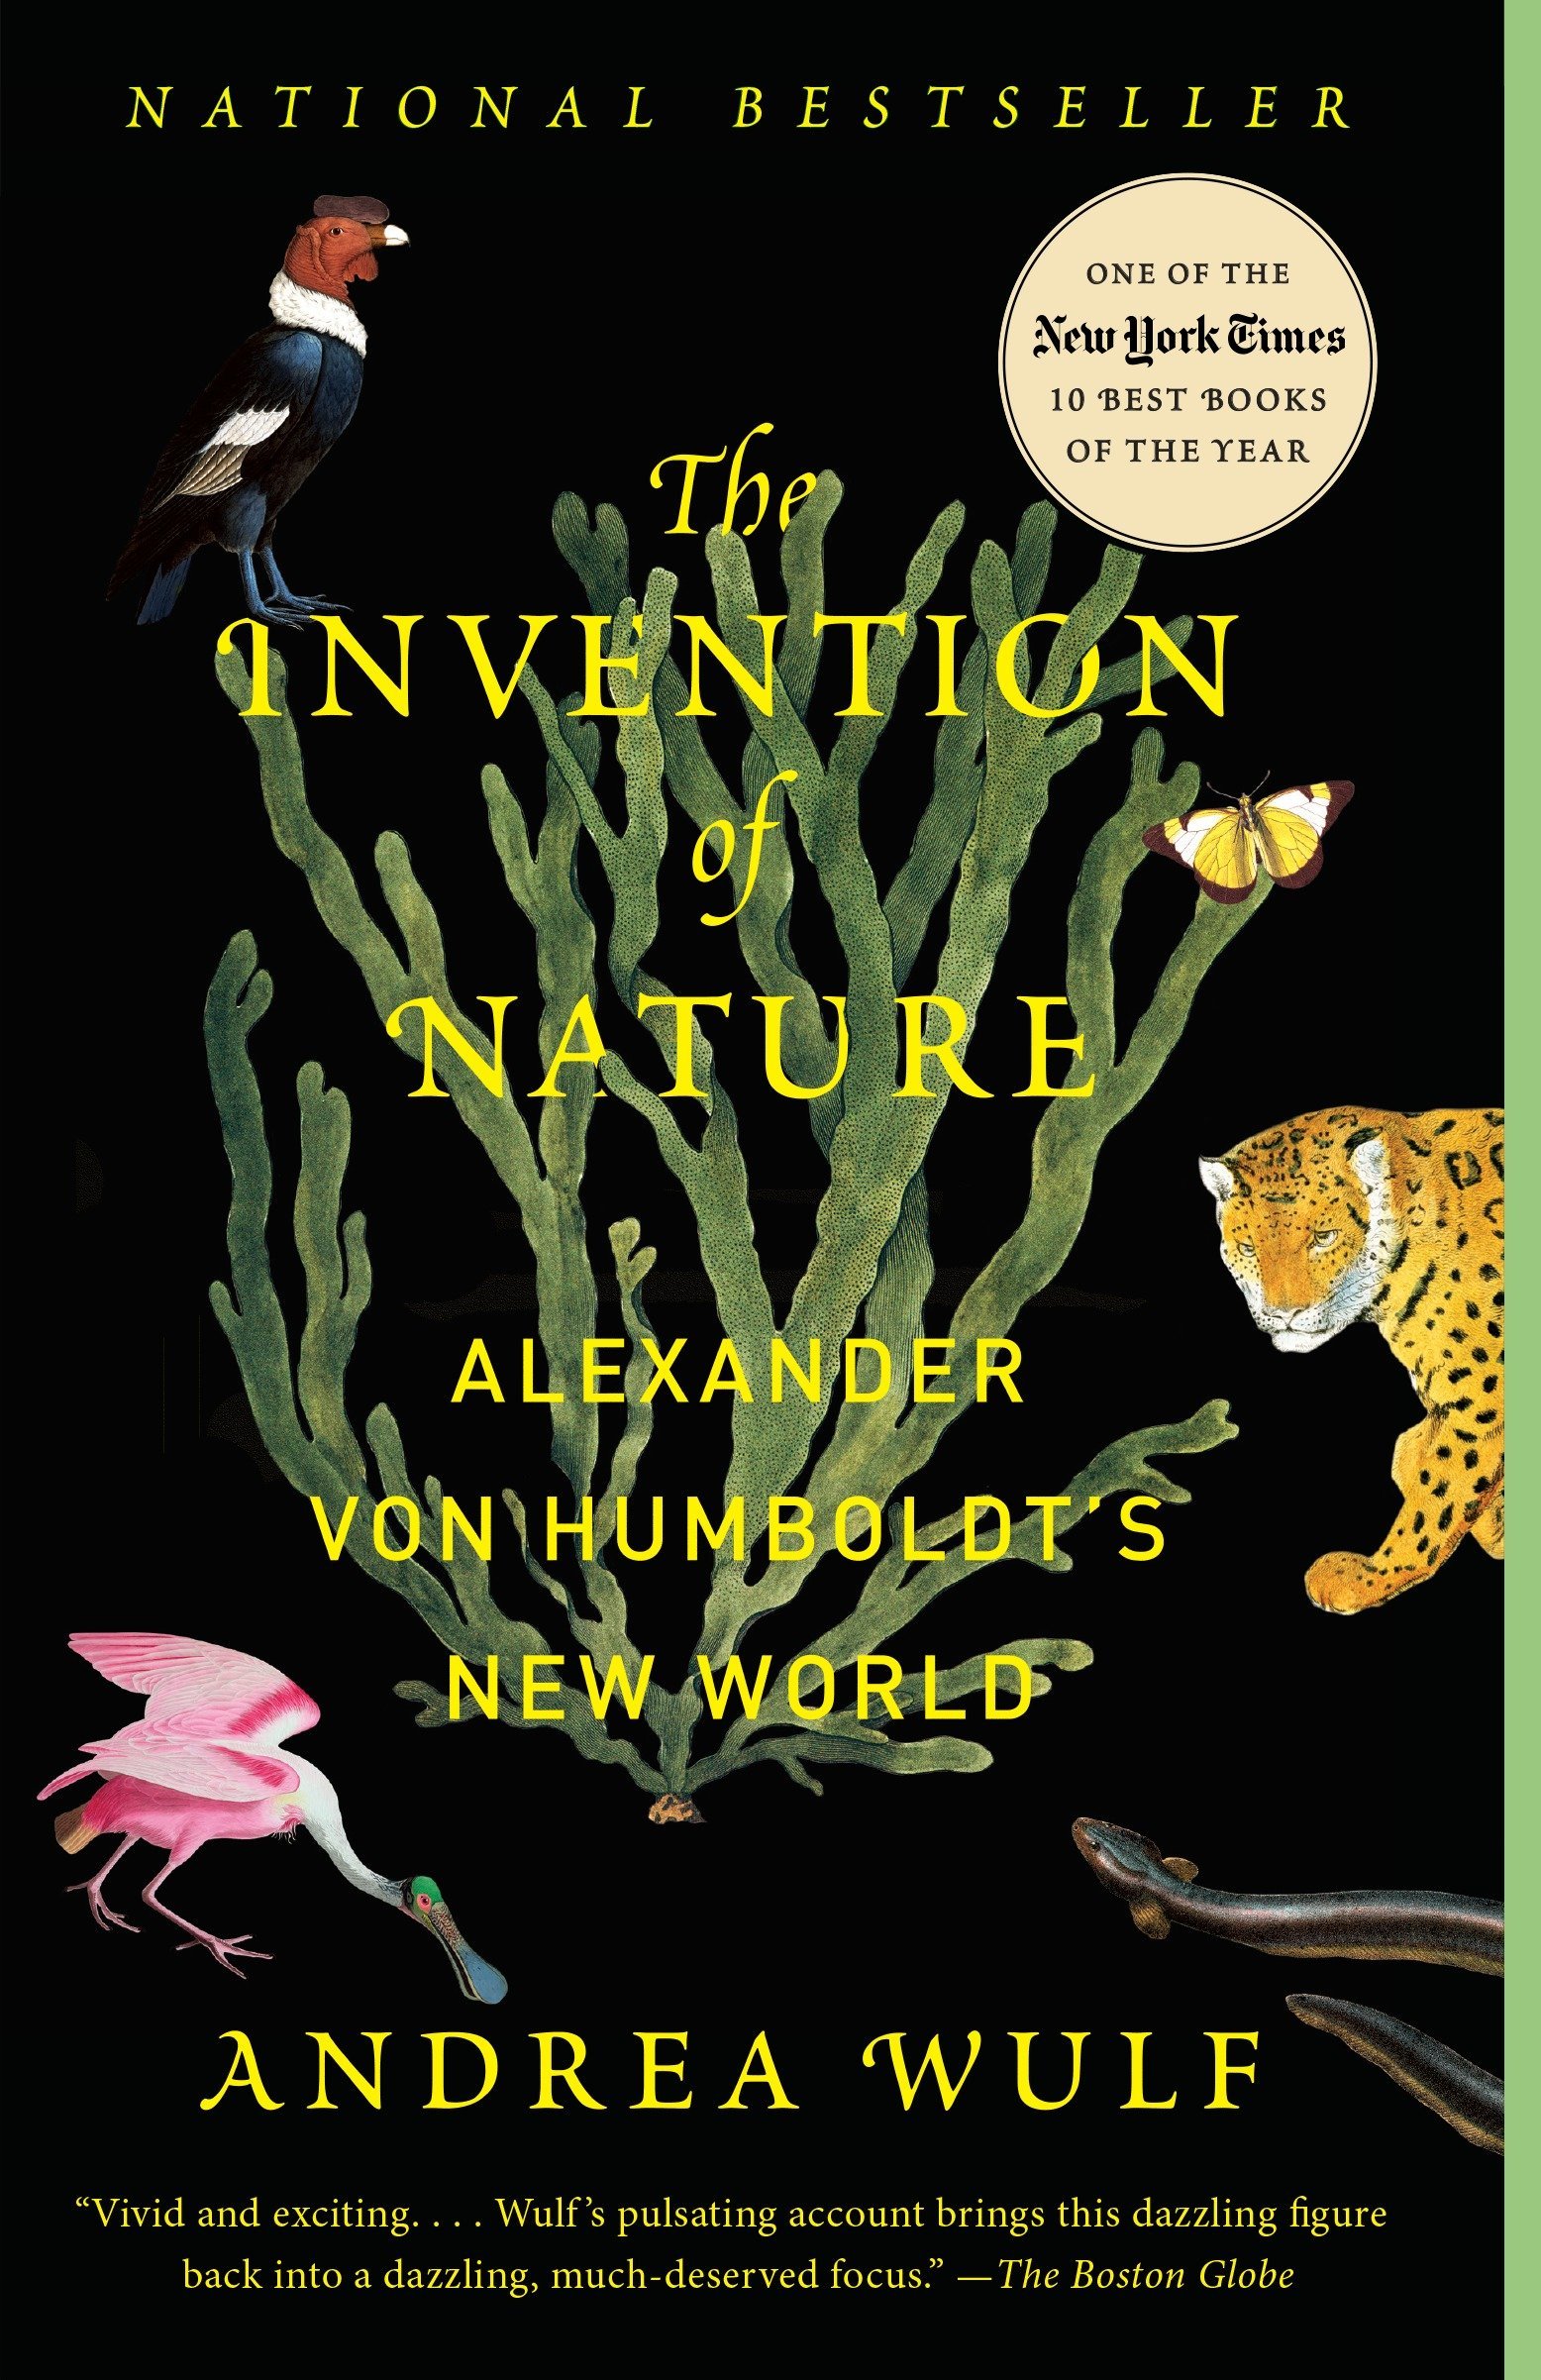 NATIONAL BESTSELLER
ONE OF THE
New York Times
10 BEST BOOKS
OF THE YEAR
The
INVENTION
of
NATURE
ALEXANDER
VON HUMBOLDT'S
NEW WORLD
ANDREA WULF
“Vivid and exciting. . . . Wulf’s pulsating account brings this dazzling figure
back into a dazzling, much-deserved focus.” —The Boston Globe